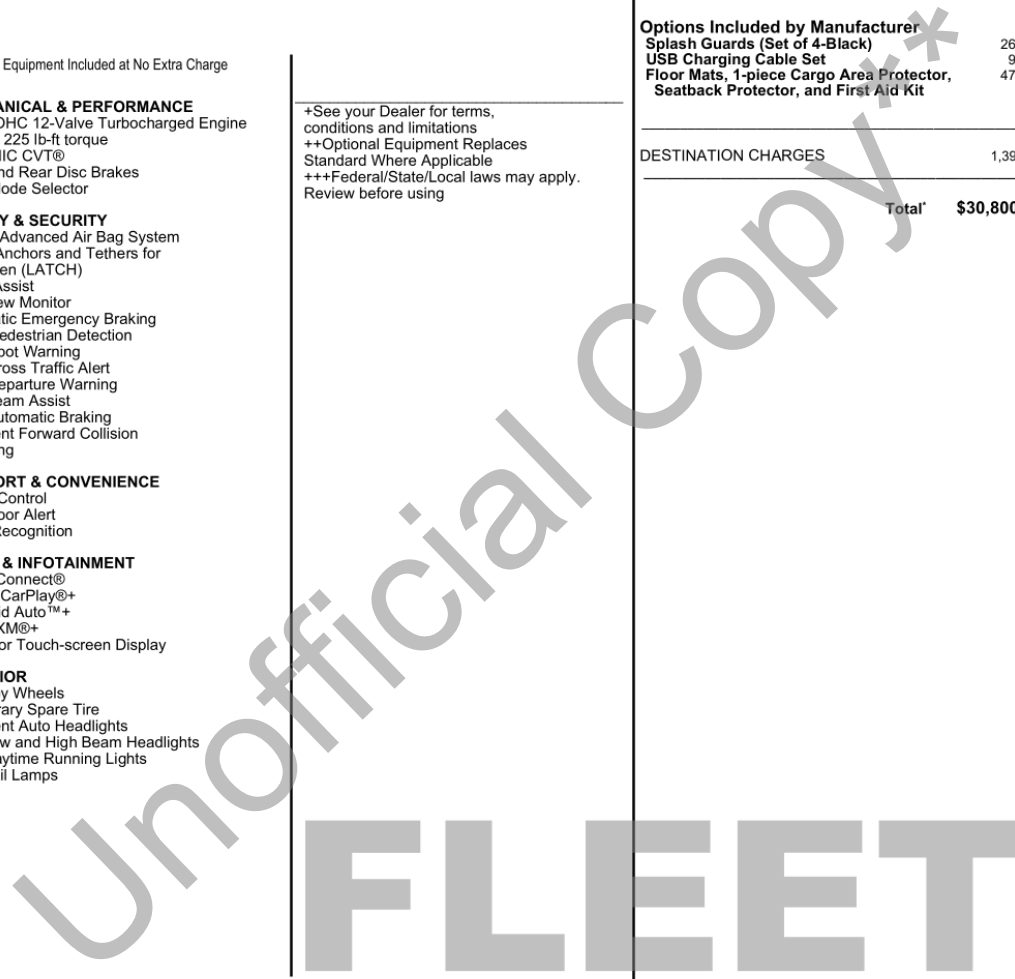 Equipment Included at No Extra Charge
ANICAL & PERFORMANCE
OHC 12-Valve Turbocharged Engine
225 lb-ft torque
IC CVT®
nd Rear Disc Brakes
ode Selector
Y & SECURITY
Advanced Air Bag System
Anchors and Tethers for
en (LATCH)
Assist
ew Monitor
tic Emergency Braking
edestrian Detection
pot Warning
ross Traffic Alert
eparture Warning
eam Assist
utomatic Braking
nt Forward Collision
ng
ORT & CONVENIENCE
Control
oor Alert
Recognition
& INFOTAINMENT
Connect®
CarPlay®+
id Auto™+
XM®+
or Touch-screen Display
IOR
y Wheels
rary Spare Tire
nt Auto Headlights
w and High Beam Headlights
aytime Running Lights
il Lamps
+See your Dealer for terms,
conditions and limitations
++Optional Equipment Replaces
Standard Where Applicable
+++Federal/State/Local laws may apply.
Review before using
Options Included by Manufacturer
Splash Guards (Set of 4-Black) 26
USB Charging Cable Set 9
Floor Mats, 1-piece Cargo Area Protector, 47
Seatback Protector, and First Aid Kit
DESTINATION CHARGES 1,39
Total* $30,800
Unofficial Copy**
FLEET